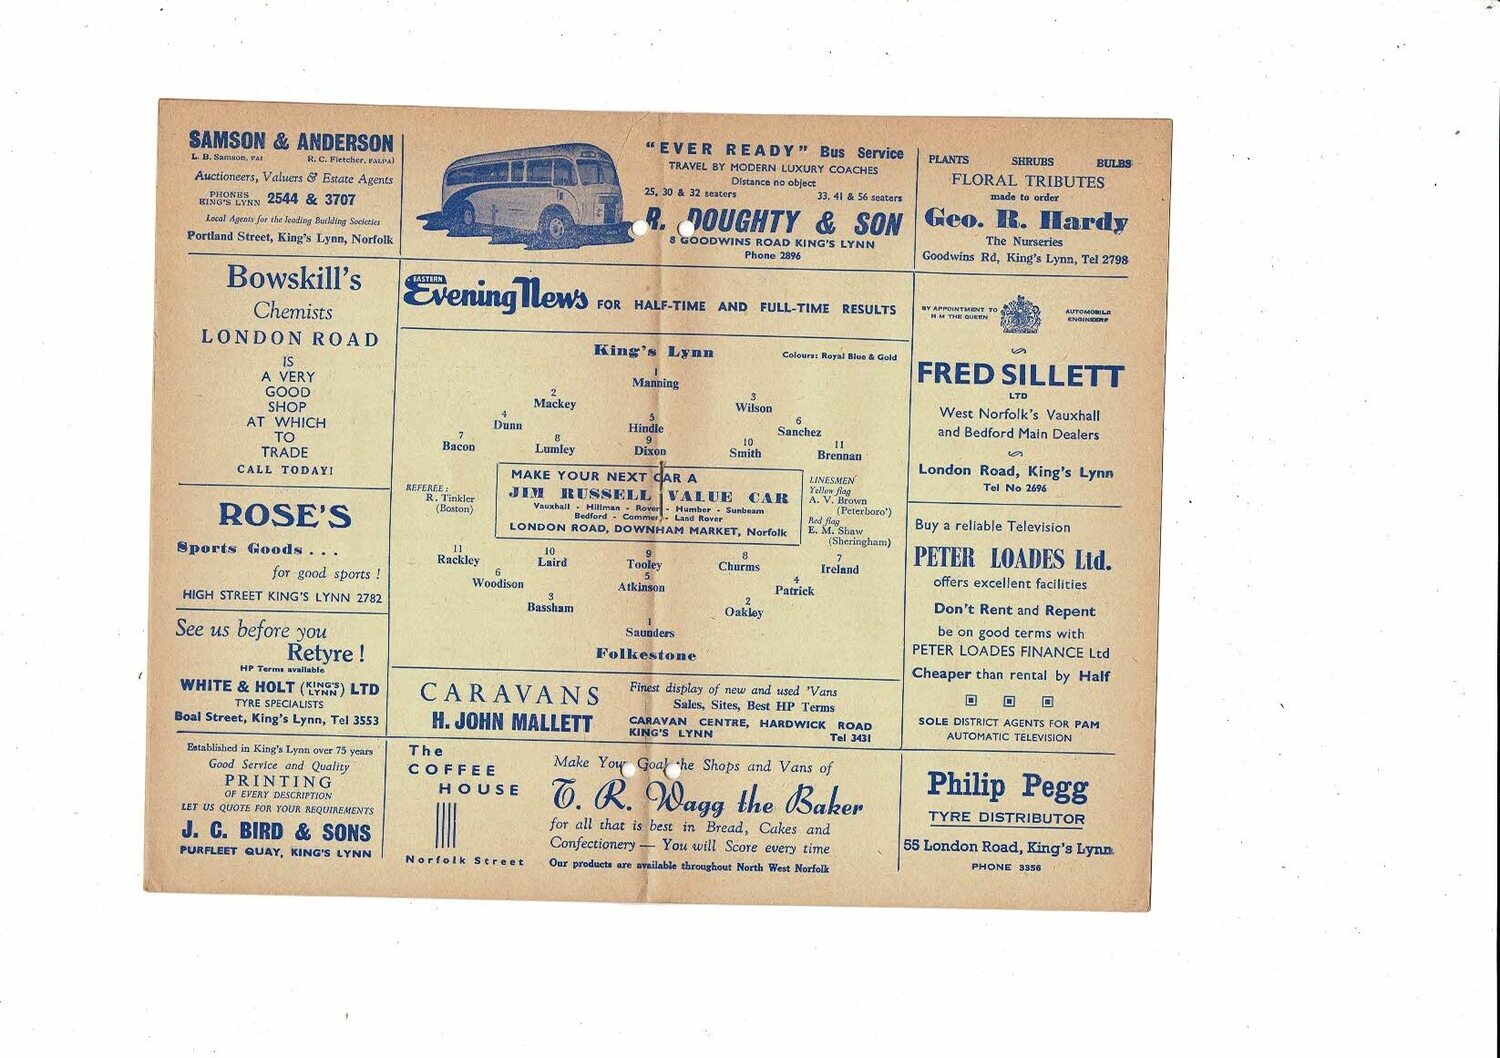 SAMSON & ANDERSON
L. B. Samson, FAI R. C. Fletcher, FALPA)
Auctioneers, Valuers & Estate Agents
PHONES
KING'S LYNN 2544 & 3707
Local Agents for the leading Building Societies
Portland Street, King's Lynn, Norfolk
"EVER READY" Bus Service
TRAVEL BY MODERN LUXURY COACHES
Distance no object
25, 30 & 32 seaters 33, 41 & 56 seaters
R. DOUGHTY & SON
8 GOODWINS ROAD KING'S LYNN
Phone 2896
PLANTS SHRUBS BULBS
FLORAL TRIBUTES
made to order
Geo. R. Hardy
The Nurseries
Goodwins Rd, King's Lynn, Tel 2798
Bowskill's
Chemists
LONDON ROAD
IS
A VERY
GOOD
SHOP
AT WHICH
TO
TRADE
CALL TODAY!
EASTERN
Evening News FOR HALF-TIME AND FULL-TIME RESULTS
King's Lynn Colours: Royal Blue & Gold
1
Manning
2 3
Mackey Wilson
4 5 6
Dunn Hindle Sanchez
7 8 9 10 11
Bacon Lumley Dixon Smith Brennan
REFEREE:
R. Tinkler
(Boston)
MAKE YOUR NEXT CAR A
JIM RUSSELL VALUE CAR
Vauxhall - Hillman - Rover - Humber - Sunbeam
Bedford - Commer - Land Rover
LONDON ROAD, DOWNHAM MARKET, Norfolk
LINESMEN
Yellow flag
A. V. Brown
(Peterboro')
Red flag
E. M. Shaw
(Sheringham)
11 10 9 8 7
Rackley Laird Tooley Churms Ireland
6 5 4
Woodison Atkinson Patrick
3 2
Bassham Oakley
1
Saunders
Folkestone
BY APPOINTMENT TO
H M THE QUEEN
AUTOMOBILE
ENGINEERS
FRED SILLETT
LTD
West Norfolk's Vauxhall
and Bedford Main Dealers
London Road, King's Lynn
Tel No 2696
ROSE'S
Sports Goods . . .
for good sports !
HIGH STREET KING'S LYNN 2782
Buy a reliable Television
PETER LOADES Ltd.
offers excellent facilities
Don't Rent and Repent
be on good terms with
PETER LOADES FINANCE Ltd
Cheaper than rental by Half
SOLE DISTRICT AGENTS FOR PAM
AUTOMATIC TELEVISION
See us before you
Retyre !
HP Terms available
WHITE & HOLT (KING'S LYNN) LTD
TYRE SPECIALISTS
Boal Street, King's Lynn, Tel 3553
CARAVANS
H. JOHN MALLETT
Finest display of new and used 'Vans
Sales, Sites, Best HP Terms
CARAVAN CENTRE, HARDWICK ROAD
KING'S LYNN Tel 3431
Established in King's Lynn over 75 years
Good Service and Quality
PRINTING
OF EVERY DESCRIPTION
LET US QUOTE FOR YOUR REQUIREMENTS
J. C. BIRD & SONS
PURFLEET QUAY, KING'S LYNN
The
COFFEE
HOUSE
Norfolk Street
Make Your Goal the Shops and Vans of
T. R. Wagg the Baker
for all that is best in Bread, Cakes and
Confectionery — You will Score every time
Our products are available throughout North West Norfolk
Philip Pegg
TYRE DISTRIBUTOR
55 London Road, King's Lynn
PHONE 3356